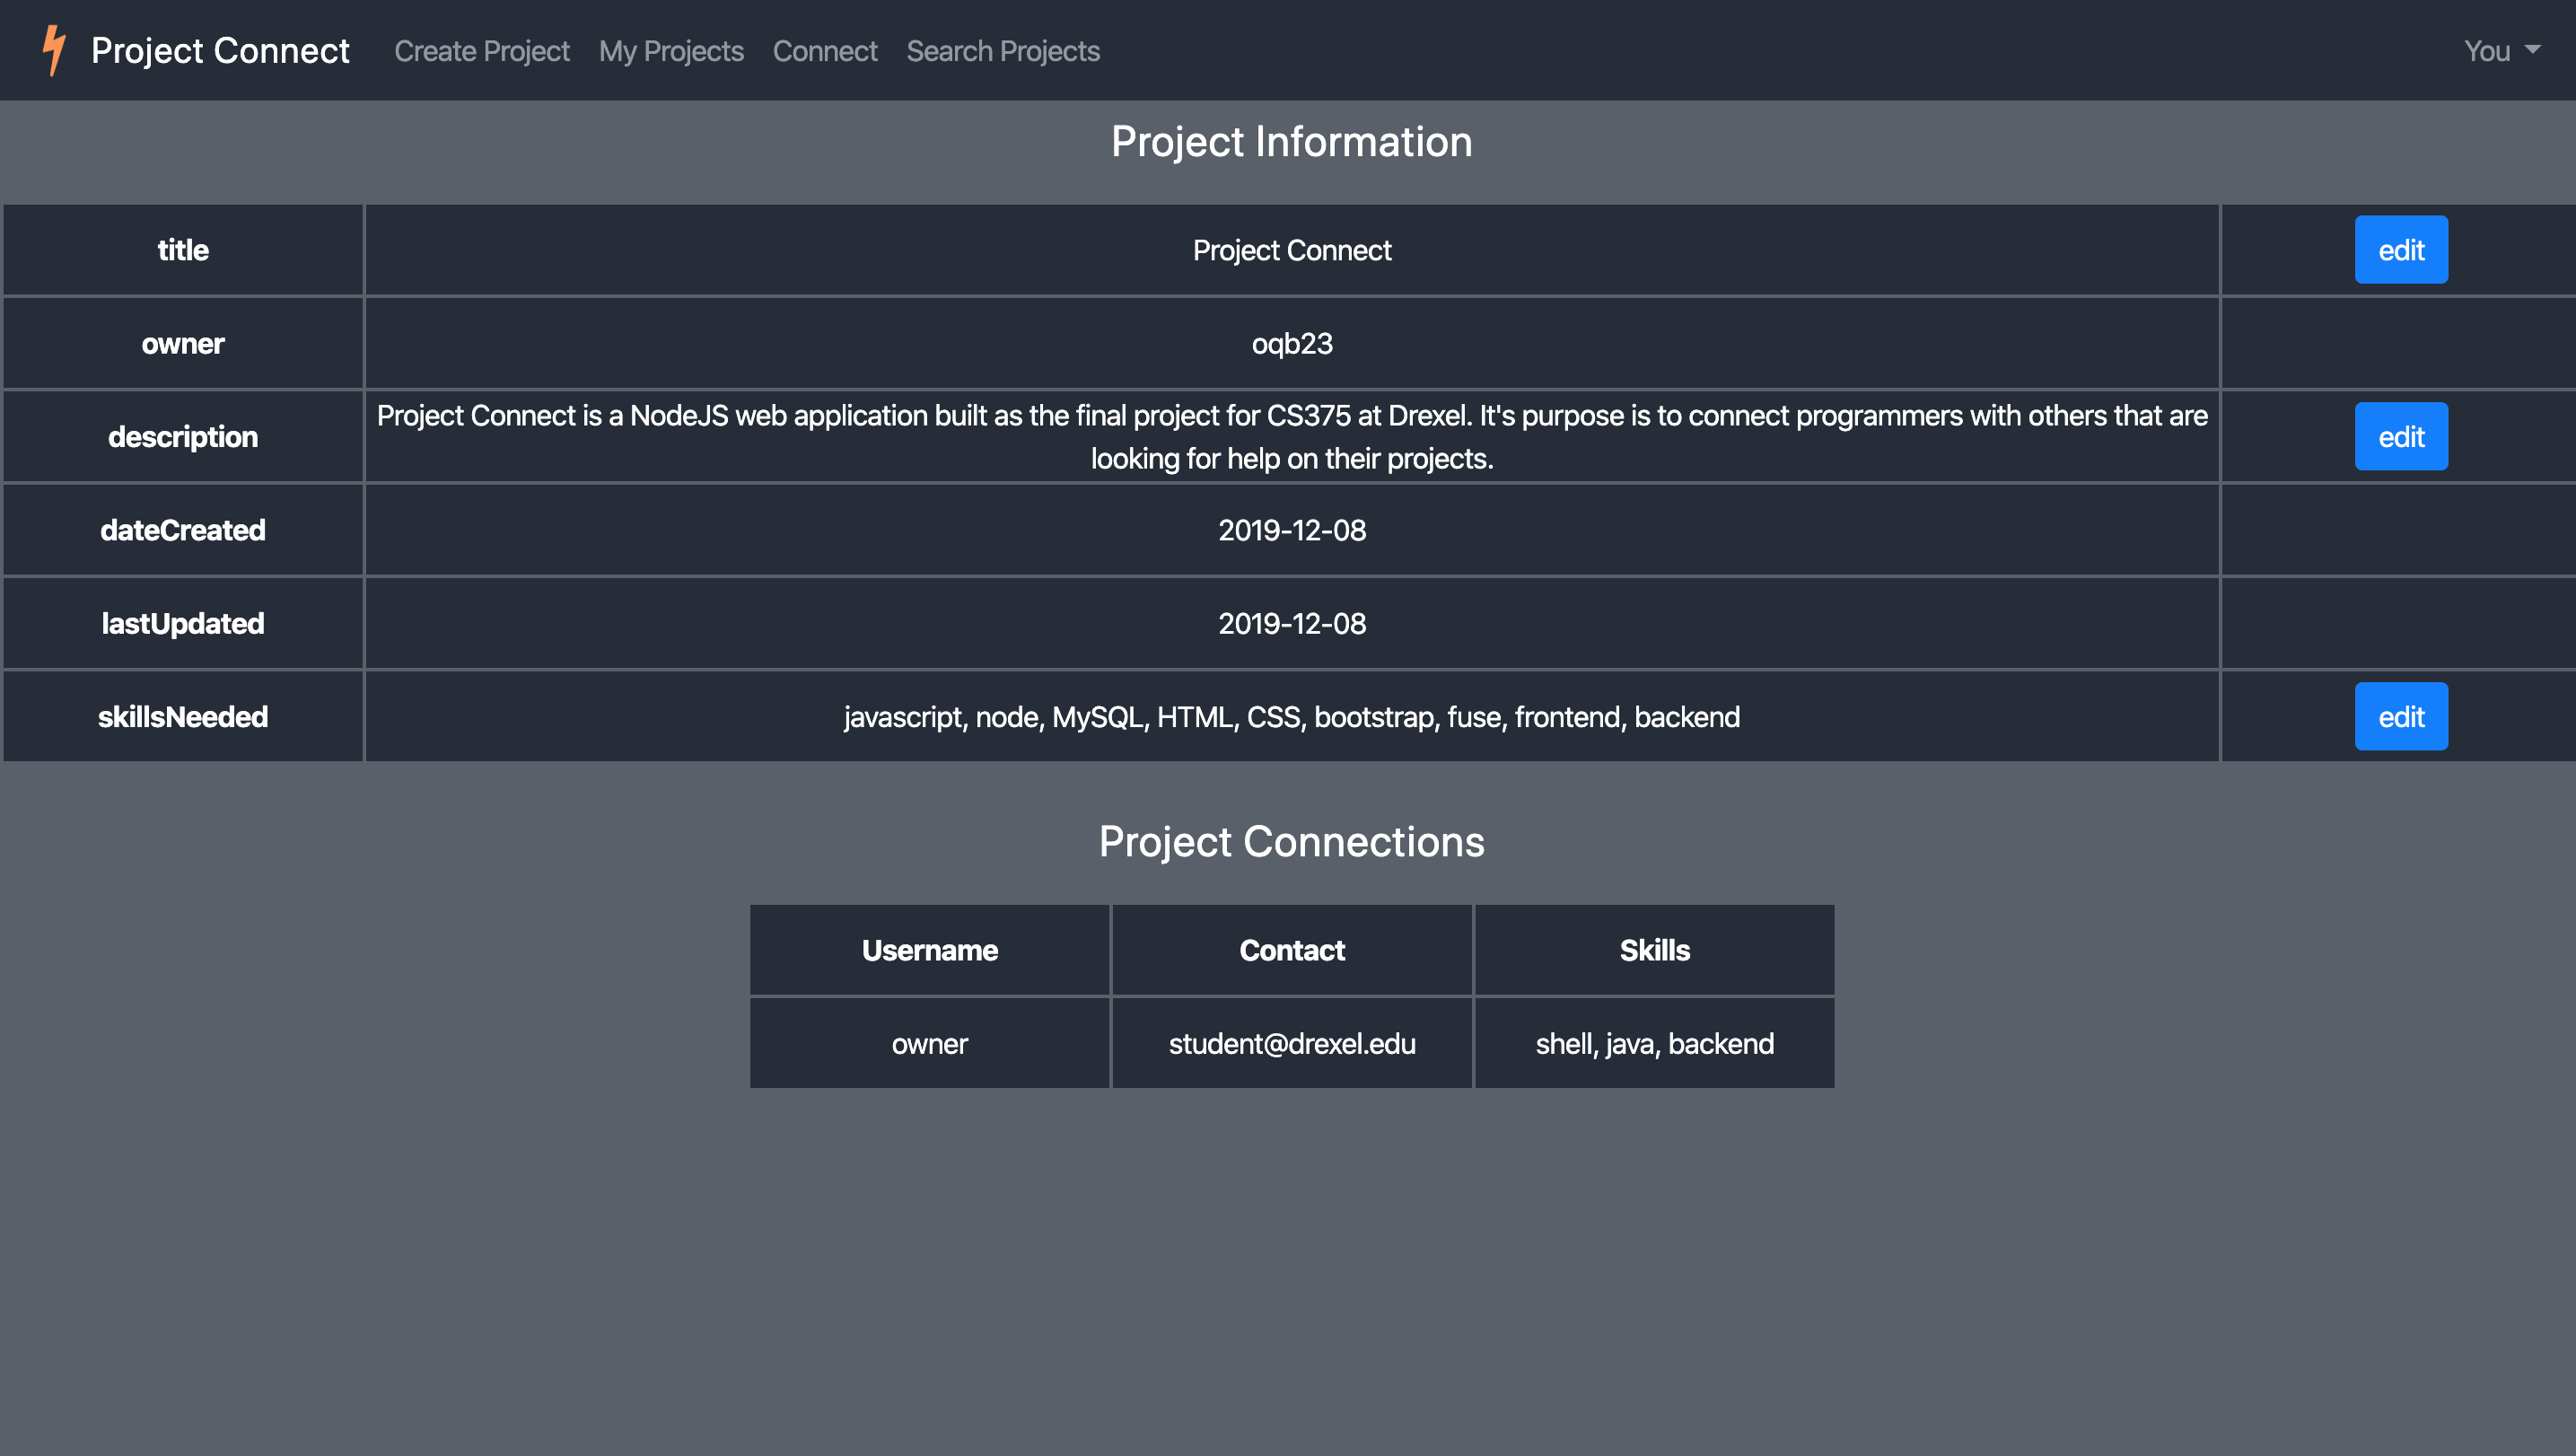 Project Connect Create Project My Projects Connect Search Projects You
Project Information
title Project Connect edit
owner oqb23
description Project Connect is a NodeJS web application built as the final project for CS375 at Drexel. It's purpose is to connect programmers with others that are
looking for help on their projects. edit
dateCreated 2019-12-08
lastUpdated 2019-12-08
skillsNeeded javascript, node, MySQL, HTML, CSS, bootstrap, fuse, frontend, backend edit
Project Connections
Username Contact Skills
owner student@drexel.edu shell, java, backend